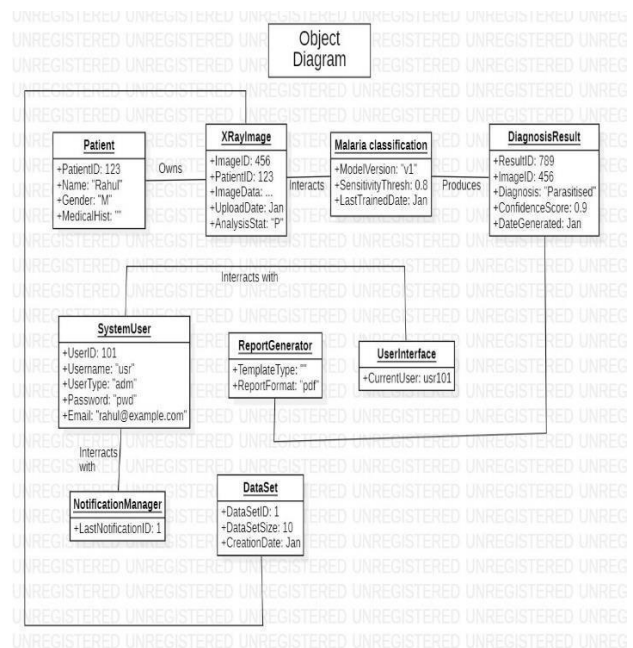 Object
Diagram
Patient
+PatientID: 123
+Name: "Rahul"
+Gender: "M"
+MedicalHist: ""
Owns
XRayImage
+ImageID: 456
+PatientID: 123
+ImageData: ...
+UploadDate: Jan
+AnalysisStat: "P"
Interacts
Malaria classification
+ModelVersion: "v1"
+SensitivityThresh: 0.8
+LastTrainedDate: Jan
Produces
DiagnosisResult
+ResultID: 789
+ImageID: 456
+Diagnosis: "Parasitised"
+ConfidenceScore: 0.9
+DateGenerated: Jan
Interracts with
SystemUser
+UserID: 101
+Username: "usr"
+UserType: "adm"
+Password: "pwd"
+Email: "rahul@example.com"
ReportGenerator
+TemplateType: ""
+ReportFormat: "pdf"
UserInterface
+CurrentUser: usr101
Interracts
with
NotificationManager
+LastNotificationID: 1
DataSet
+DataSetID: 1
+DataSetSize: 10
+CreationDate: Jan